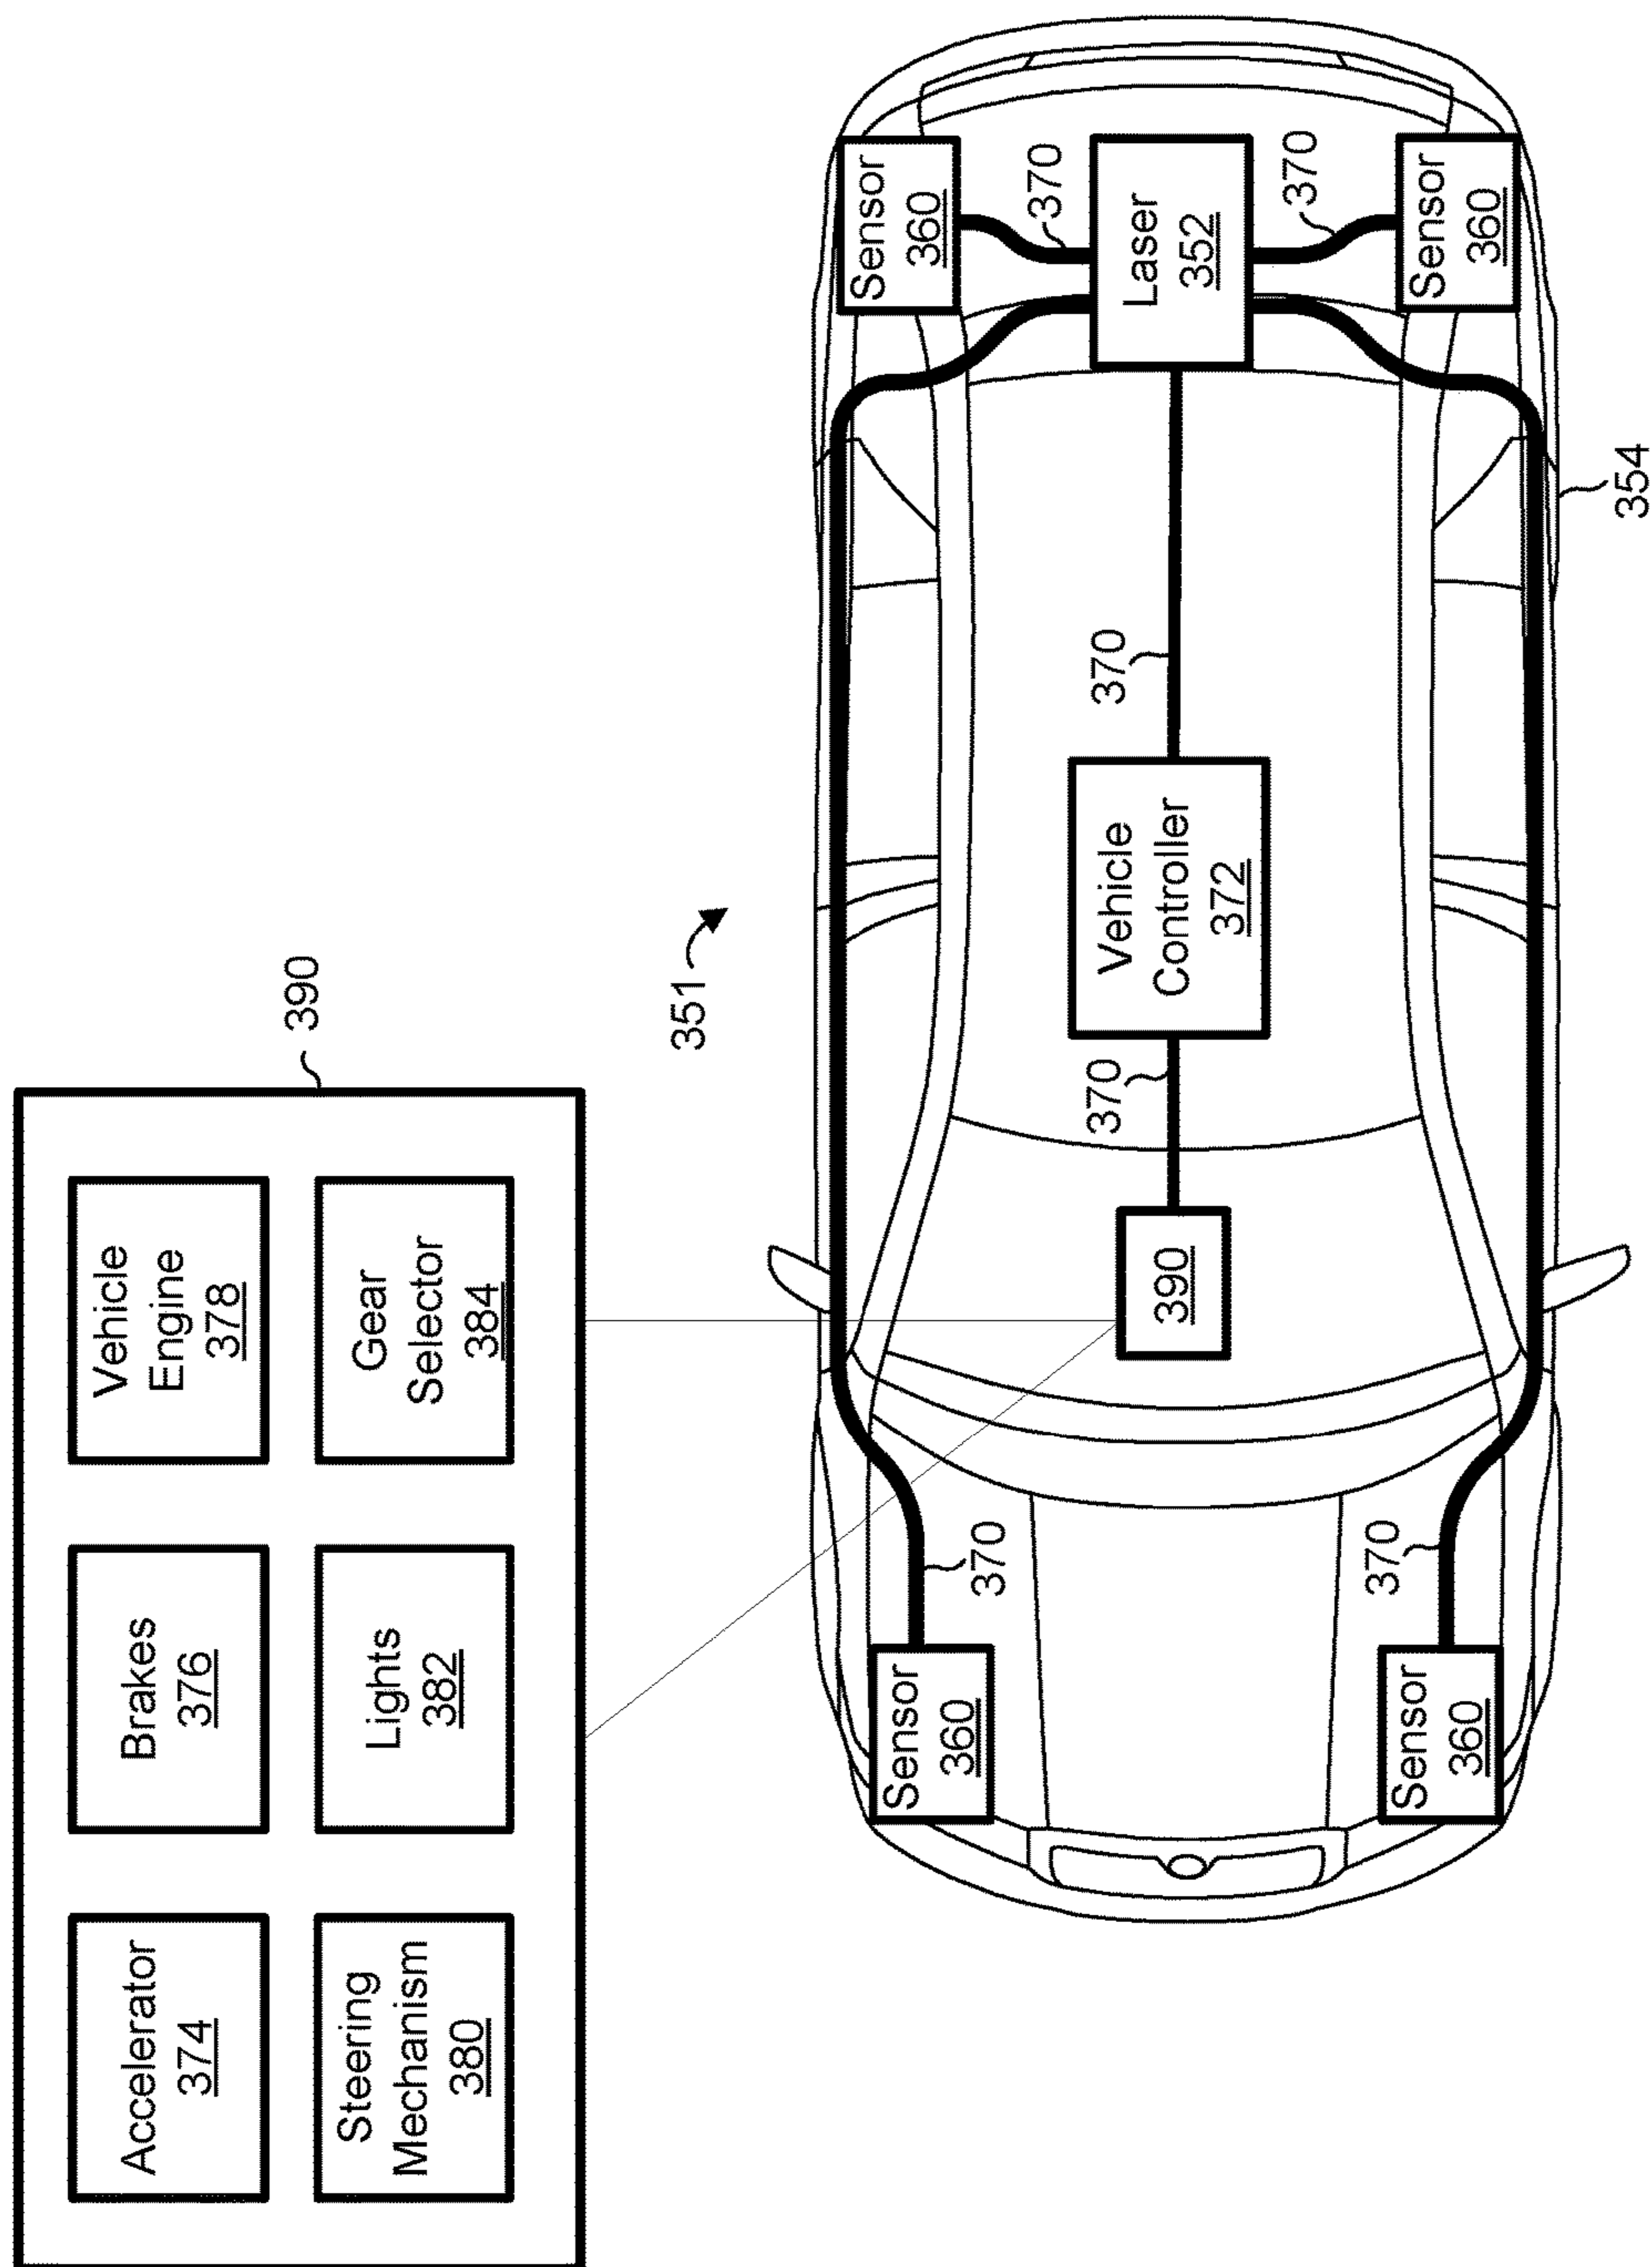 390
Accelerator
374
Brakes
376
Vehicle
Engine
378
Steering
Mechanism
380
Lights
382
Gear
Selector
384
351
Sensor
360
370
370
Sensor
360
390
370
Vehicle
Controller
372
370
Laser
352
370
370
Sensor
360
Sensor
360
354